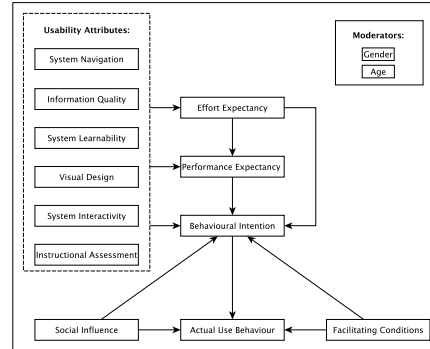 Usability Attributes:
System Navigation
Information Quality
System Learnability
Visual Design
System Interactivity
Instructional Assessment
Moderators:
Gender
Age
Effort Expectancy
Performance Expectancy
Behavioural Intention
Social Influence
Actual Use Behaviour
Facilitating Conditions